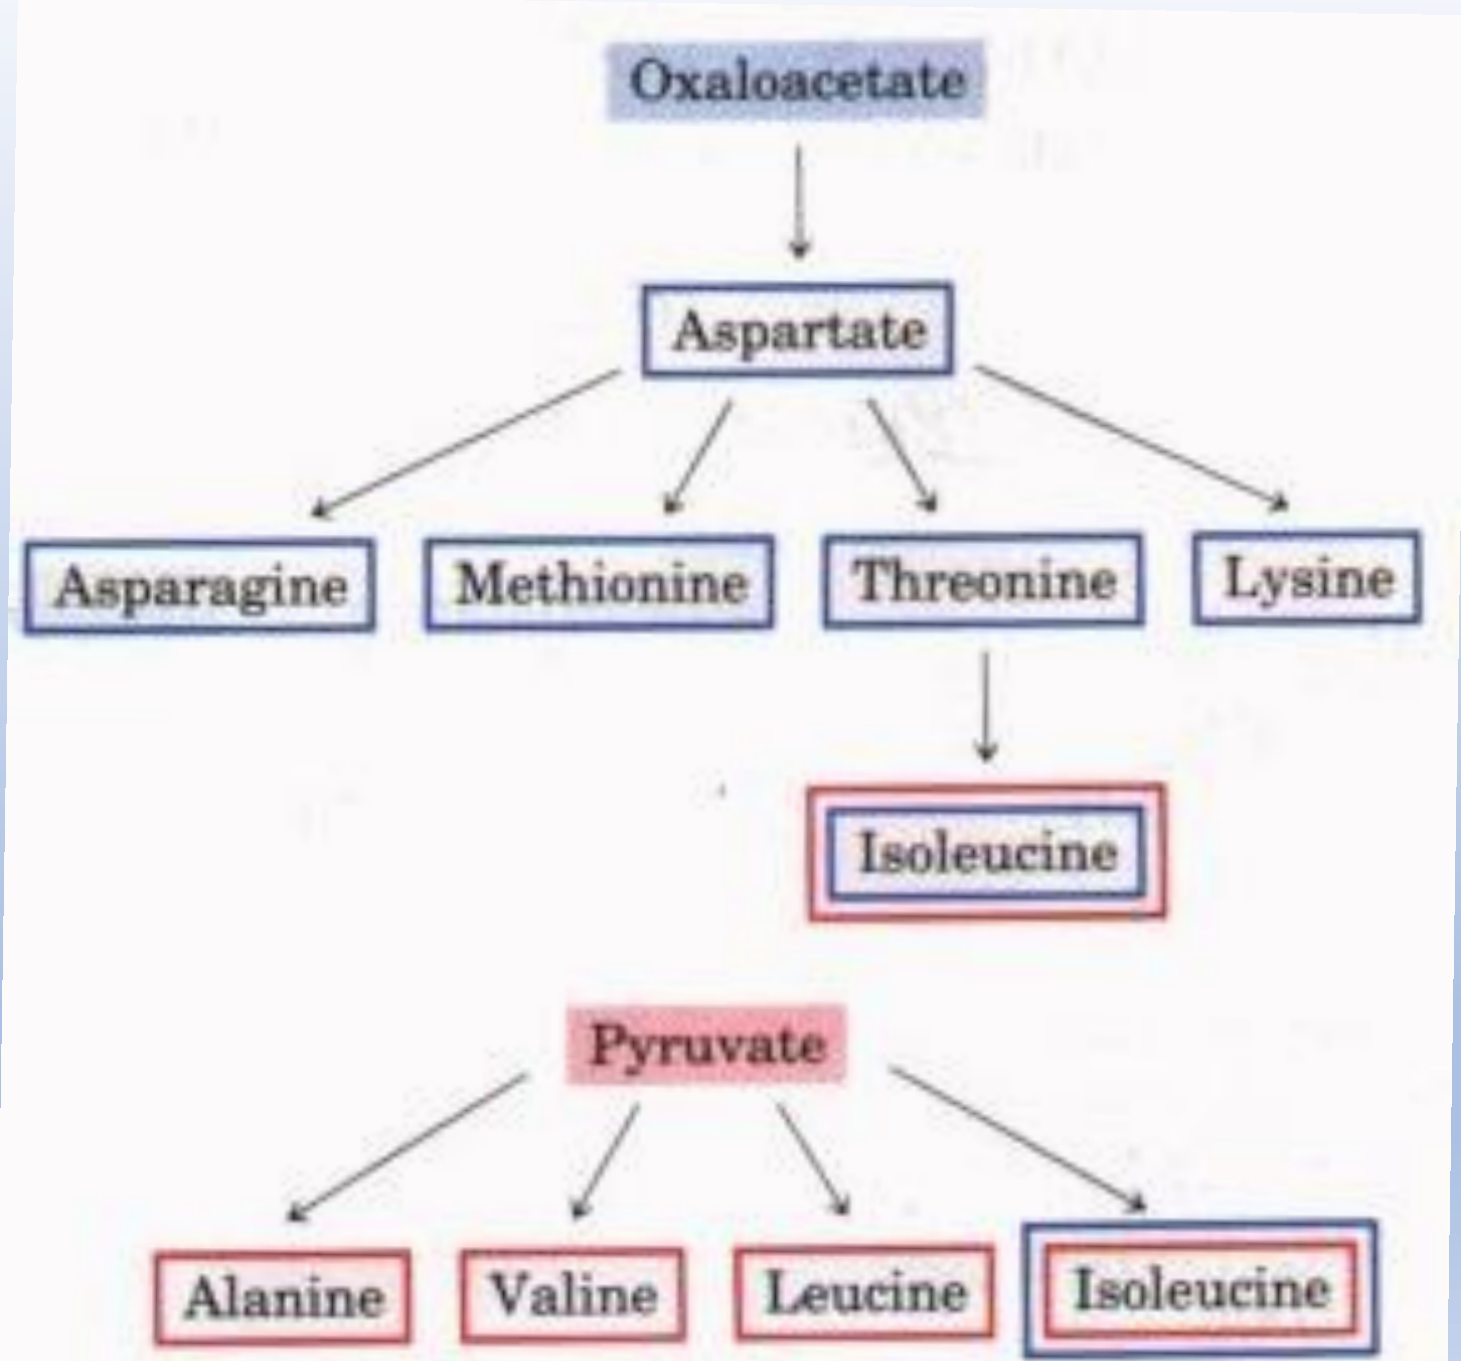 Oxaloacetate
Aspartate
Asparagine Methionine Threonine Lysine
Isoleucine
Pyruvate
Alanine Valine Leucine Isoleucine